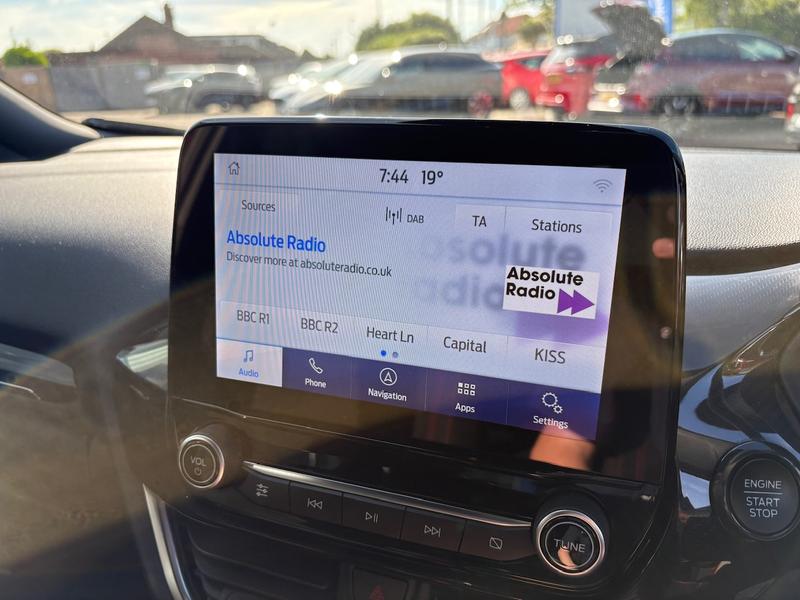 7:44 19°
Sources
DAB
TA
Stations
Absolute Radio
Discover more at absoluteradio.co.uk
Absolute
Radio
BBC R1
BBC R2
Heart Ln
Capital
KISS
Audio
Phone
Navigation
Apps
Settings
VOL
TUNE
ENGINE
START
STOP